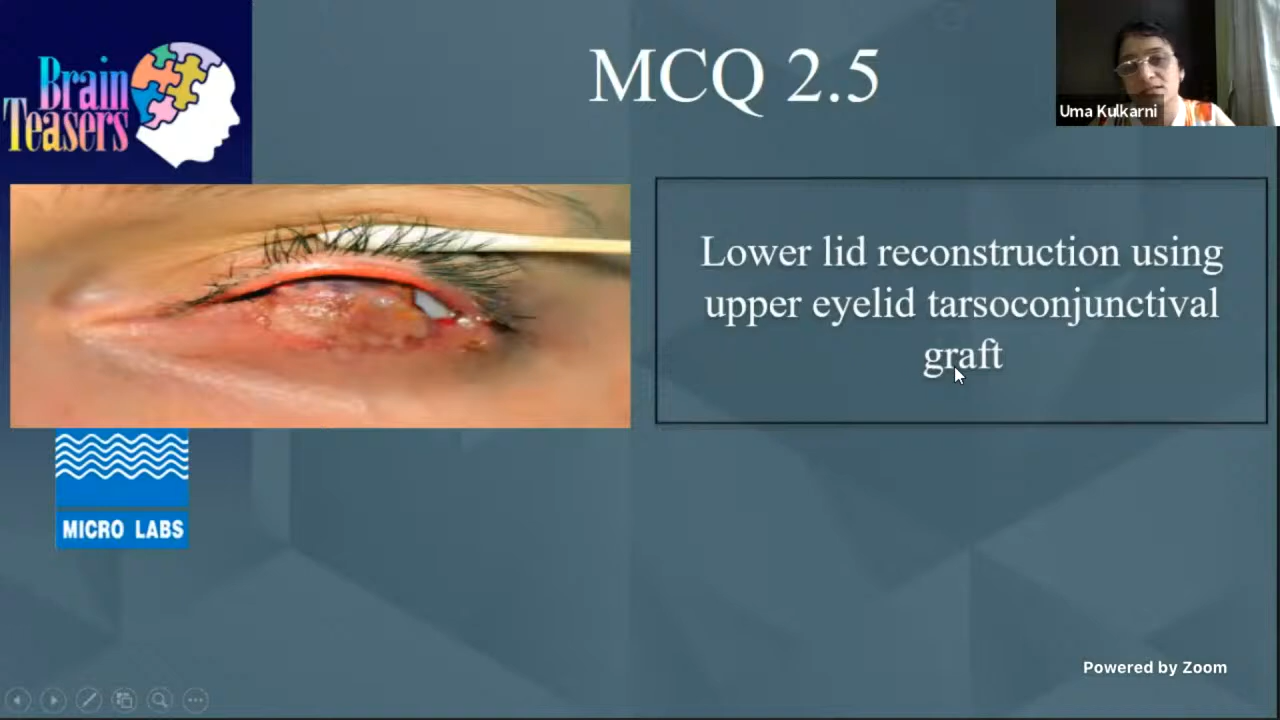 Brain
Teasers
MCQ 2.5
Uma Kulkarni
Lower lid reconstruction using
upper eyelid tarsoconjunctival
graft
MICRO LABS
Powered by Zoom